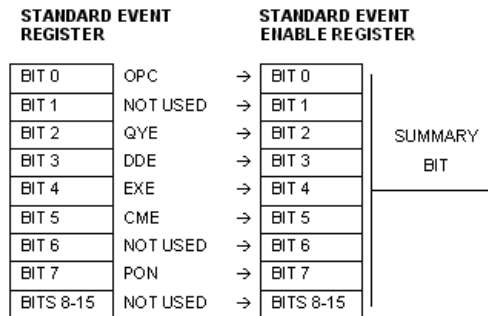 STANDARD EVENT REGISTER
STANDARD EVENT ENABLE REGISTER
BIT 0 OPC → BIT 0
BIT 1 NOT USED → BIT 1
BIT 2 QYE → BIT 2
BIT 3 DDE → BIT 3
BIT 4 EXE → BIT 4
BIT 5 CME → BIT 5
BIT 6 NOT USED → BIT 6
BIT 7 PON → BIT 7
BITS 8-15 NOT USED → BITS 8-15
SUMMARY
BIT